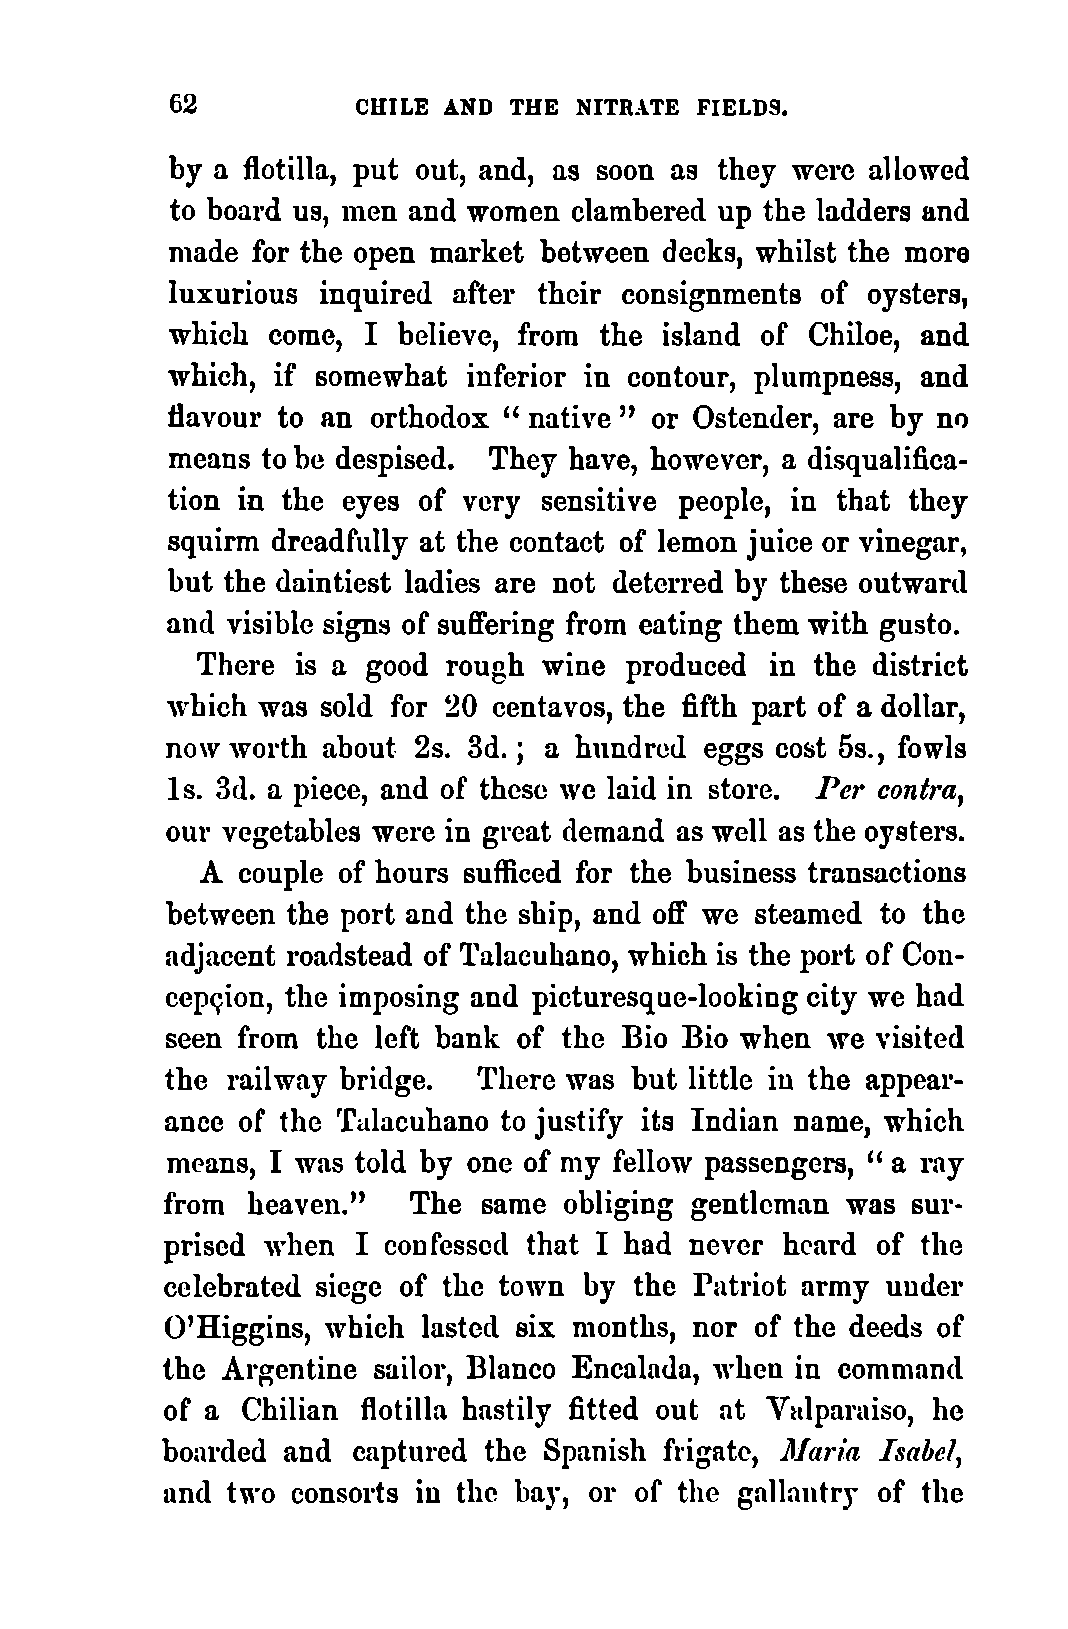 62 CHILE AND THE NITRATE FIELDS.
by a flotilla, put out, and, as soon as they were allowed
to board us, men and women clambered up the ladders and
made for the open market between decks, whilst the more
luxurious inquired after their consignments of oysters,
which come, I believe, from the island of Chiloe, and
which, if somewhat inferior in contour, plumpness, and
flavour to an orthodox “ native ” or Ostender, are by no
means to be despised. They have, however, a disqualifica-
tion in the eyes of very sensitive people, in that they
squirm dreadfully at the contact of lemon juice or vinegar,
but the daintiest ladies are not deterred by these outward
and visible signs of suffering from eating them with gusto.
There is a good rough wine produced in the district
which was sold for 20 centavos, the fifth part of a dollar,
now worth about 2s. 3d. ; a hundred eggs cost 5s., fowls
1s. 3d. a piece, and of these we laid in store. Per contra,
our vegetables were in great demand as well as the oysters.
A couple of hours sufficed for the business transactions
between the port and the ship, and off we steamed to the
adjacent roadstead of Talacuhano, which is the port of Con-
cepçion, the imposing and picturesque-looking city we had
seen from the left bank of the Bio Bio when we visited
the railway bridge. There was but little in the appear-
ance of the Talacuhano to justify its Indian name, which
means, I was told by one of my fellow passengers, “ a ray
from heaven.” The same obliging gentleman was sur-
prised when I confessed that I had never heard of the
celebrated siege of the town by the Patriot army under
O’Higgins, which lasted six months, nor of the deeds of
the Argentine sailor, Blanco Encalada, when in command
of a Chilian flotilla hastily fitted out at Valparaiso, he
boarded and captured the Spanish frigate, Maria Isabel,
and two consorts in the bay, or of the gallantry of the